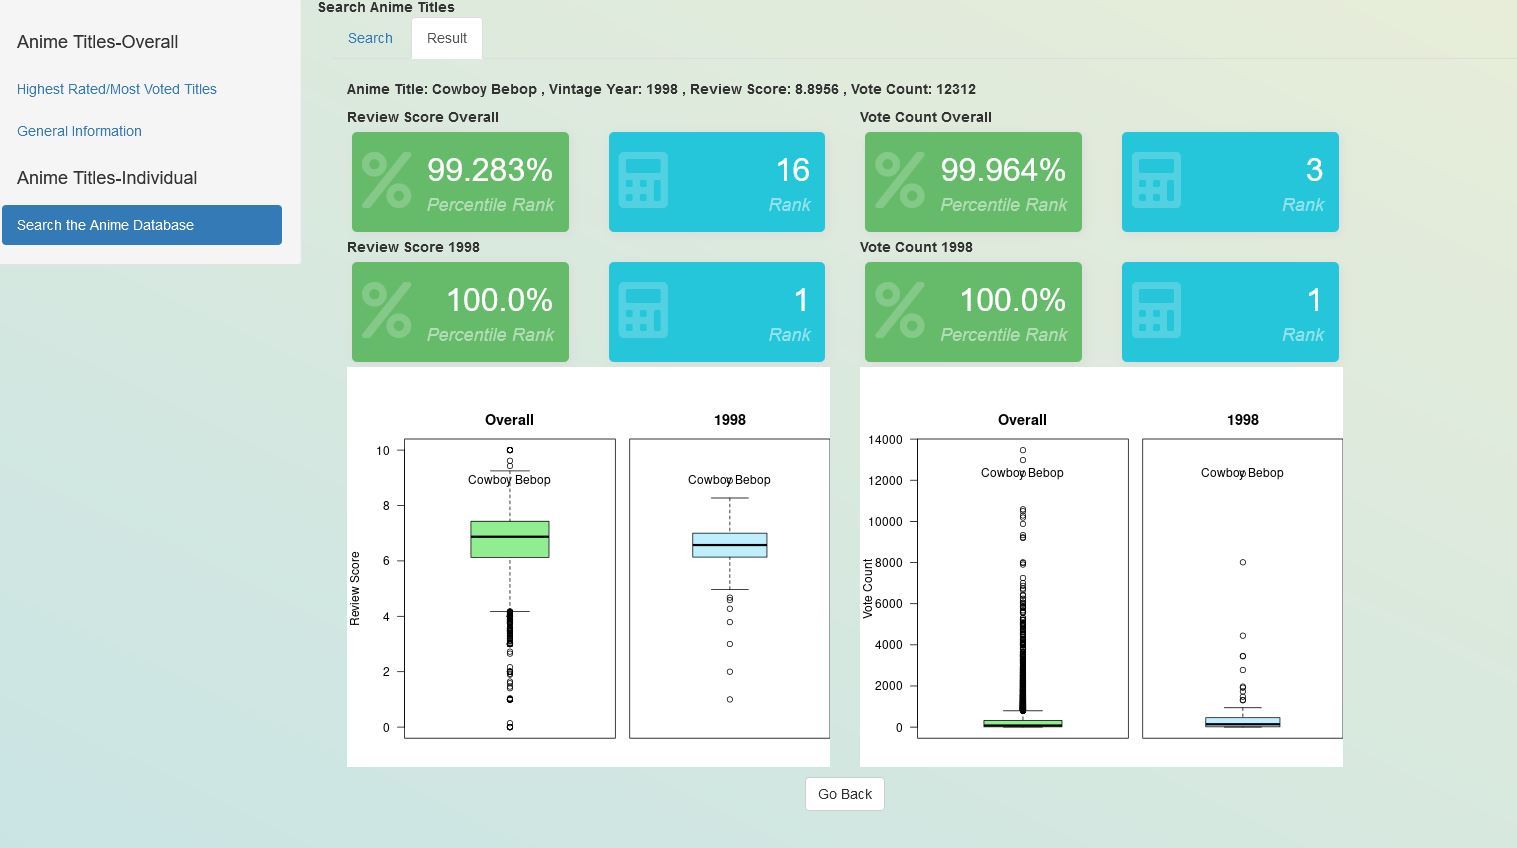 Search Anime Titles
Anime Titles-Overall
Search Result
Highest Rated/Most Voted Titles
General Information
Anime Titles-Individual
Search the Anime Database
Anime Title: Cowboy Bebop , Vintage Year: 1998 , Review Score: 8.8956 , Vote Count: 12312
Review Score Overall
99.283%
Percentile Rank
16
Rank
Vote Count Overall
99.964%
Percentile Rank
3
Rank
Review Score 1998
100.0%
Percentile Rank
1
Rank
Vote Count 1998
100.0%
Percentile Rank
1
Rank
Overall
1998
Review Score
10
8
6
4
2
0
Cowboy Bebop
Cowboy Bebop
Overall
1998
Vote Count
14000
12000
10000
8000
6000
4000
2000
0
Cowboy Bebop
Cowboy Bebop
Go Back